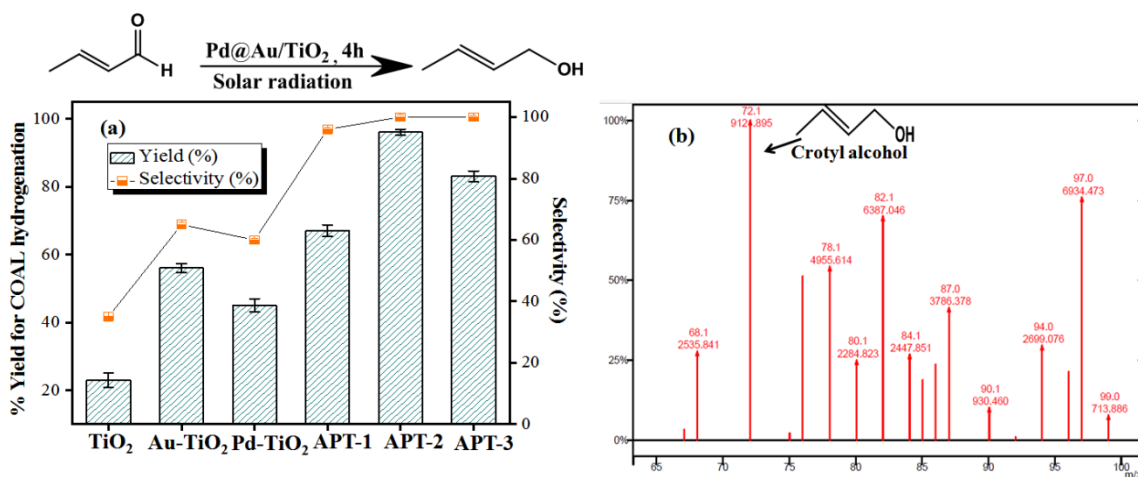 O
H
Pd@Au/TiO2 , 4h
Solar radiation
OH
(a)
Yield (%)
Selectivity (%)
% Yield for COAL hydrogenation
100
80
60
40
20
100
80
60
40
20
0
Selectivity (%)
TiO2
Au-TiO2
Pd-TiO2
APT-1
APT-2
APT-3
(b)
OH
Crotyl alcohol
100%
75%
50%
25%
0%
68.1
2535.841
72.1
78.1
4955.614
80.1
2284.823
82.1
6387.046
84.1
2447.851
87.0
3786.378
90.1
930.460
94.0
2699.076
97.0
6934.473
99.0
713.886
65
70
75
80
85
90
95
100